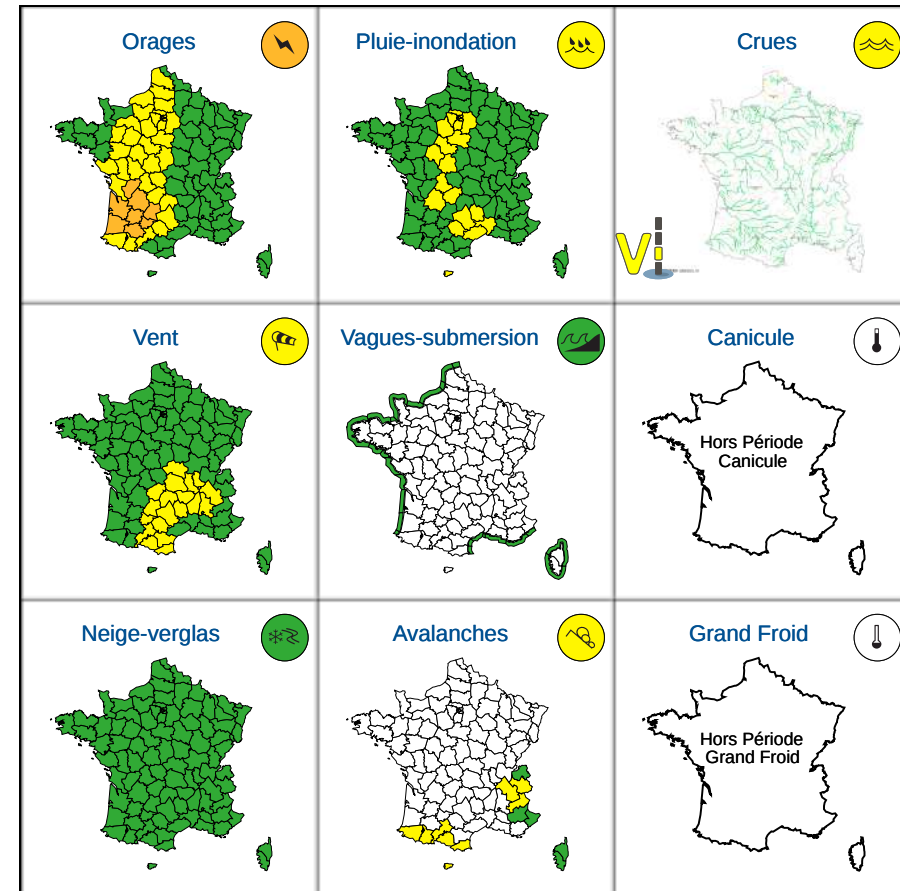 Orages
Pluie-inondation
Crues
Vent
Vagues-submersion
Canicule
Hors Période
Canicule
Neige-verglas
Avalanches
Grand Froid
Hors Période
Grand Froid